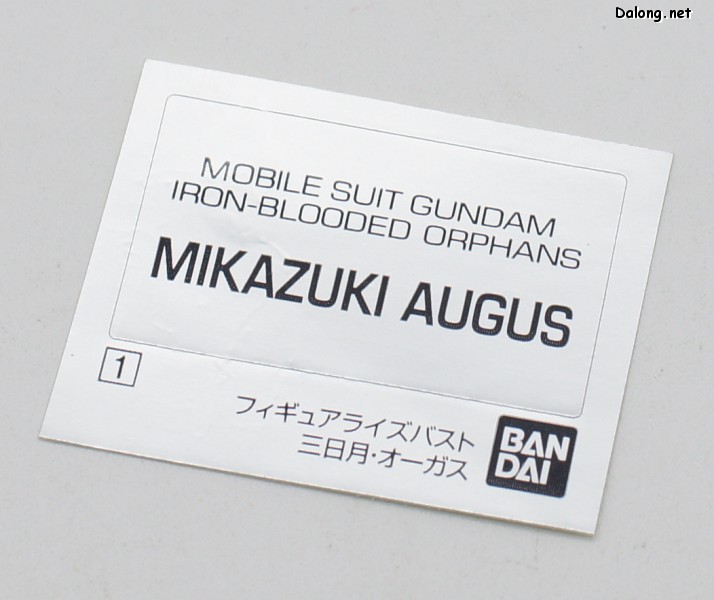 Dalong.net
MOBILE SUIT GUNDAM
IRON-BLOODED ORPHANS
MIKAZUKI AUGUS
1
フィギュアライズバスト
三日月・オーガス
BAN
DAI